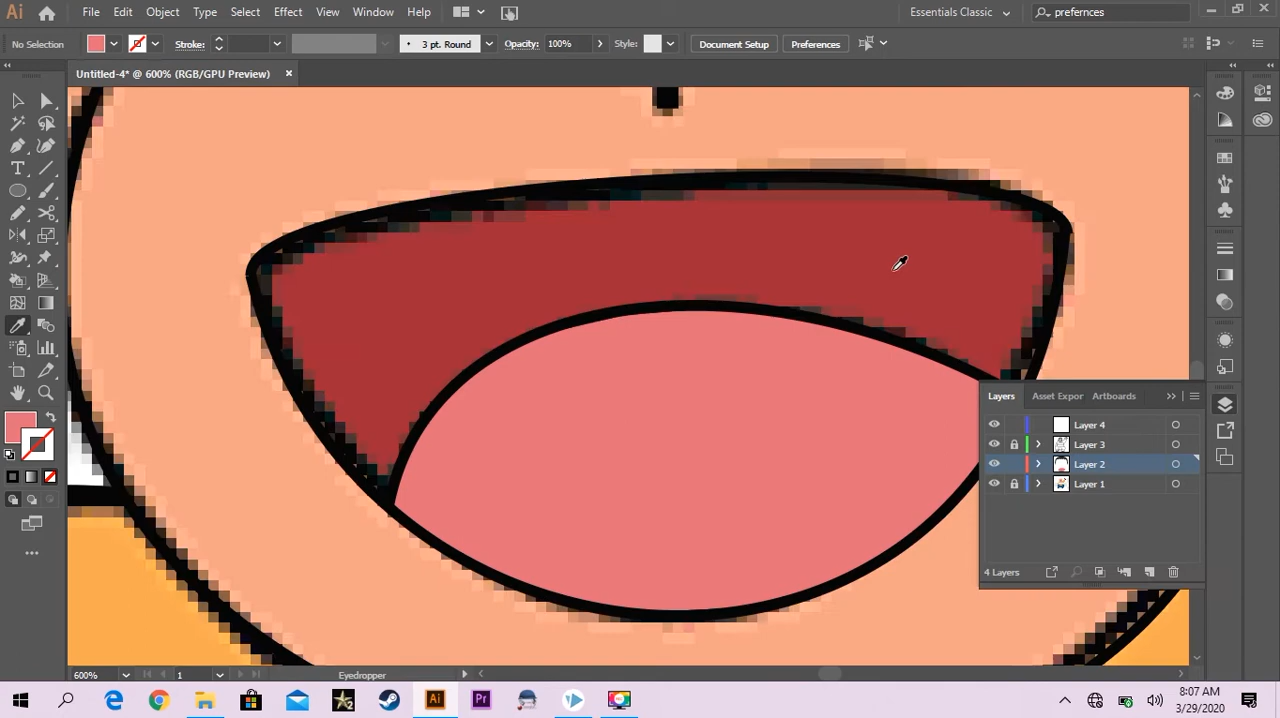 Ai File Edit Object Type Select Effect View Window Help Essentials Classic prefernces
No Selection Stroke: 3 pt. Round Opacity: 100% Style: Document Setup Preferences
Untitled-4* @ 600% (RGB/GPU Preview)
Layers Asset Expor Artboards
Layer 4
Layer 3
Layer 2
Layer 1
4 Layers
600% 1 Eyedropper
Ai Pr 8:07 AM
3/29/2020